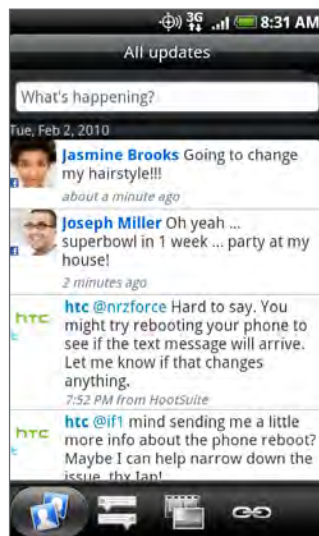 3G 8:31 AM
All updates
What's happening?
Tue, Feb 2, 2010
Jasmine Brooks Going to change
my hairstyle!!!
about a minute ago
Joseph Miller Oh yeah ...
superbowl in 1 week ... party at my
house!
2 minutes ago
htc @nrzforce Hard to say. You
might try rebooting your phone to
see if the text message will arrive.
Let me know if that changes
anything.
7:52 PM from HootSuite
htc
htc @if1 mind sending me a little
more info about the phone reboot?
Maybe I can help narrow down the
issue, thx Ian!
htc